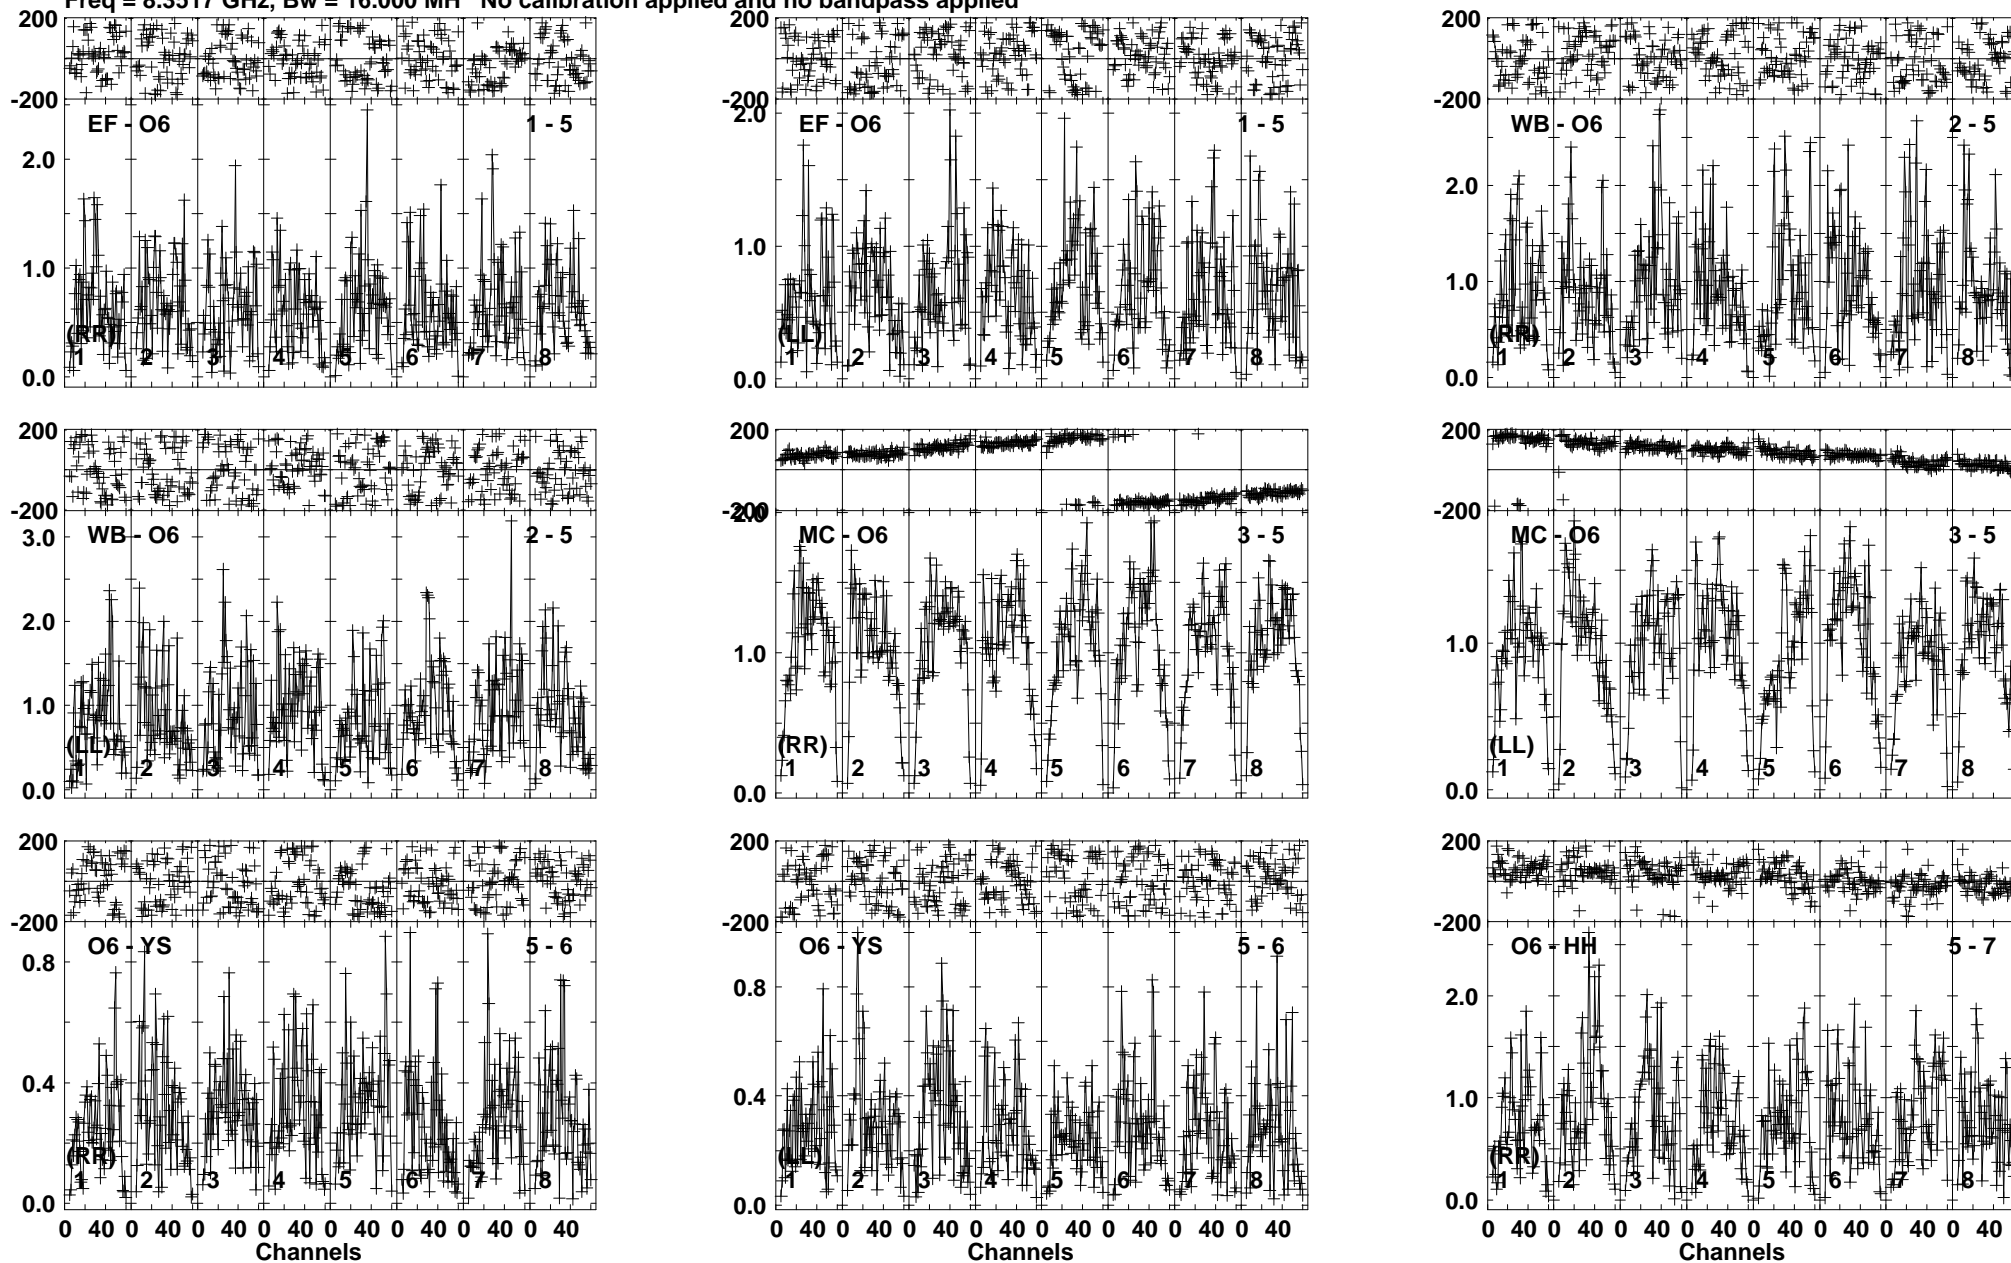 Freq = 8.3517 GHz, Bw = 16.000 MH No calibration applied and no bandpass applied
200 200 200
-200 -200 -200
EF - O6 1 - 5
2.0
1.0
0.0
(RR)
1 2 3 4 5 6 7 8
EF - O6 1 - 5
2.0
1.0
0.0
(LL)
1 2 3 4 5 6 7 8
WB - O6 2 - 5
2.0
1.0
0.0
(RR)
1 2 3 4 5 6 7 8
200 200 200
-200 -200 -200
WB - O6 2 - 5
3.0
2.0
1.0
0.0
(LL)
1 2 3 4 5 6 7 8
MC - O6 3 - 5
2.0
1.0
0.0
(RR)
1 2 3 4 5 6 7 8
MC - O6 3 - 5
1.0
0.0
(LL)
1 2 3 4 5 6 7 8
200 200 200
-200 -200 -200
O6 - YS 5 - 6
0.8
0.4
0.0
(RR)
1 2 3 4 5 6 7 8
0 40 0 40 0 40 0 40 0 40 0 40 0 40 0 40
Channels
O6 - YS 5 - 6
0.8
0.4
0.0
(LL)
1 2 3 4 5 6 7 8
0 40 0 40 0 40 0 40 0 40 0 40 0 40 0 40
Channels
O6 - HH 5 - 7
2.0
1.0
0.0
(RR)
1 2 3 4 5 6 7 8
0 40 0 40 0 40 0 40 0 40 0 40 0 40 0 40
Channels